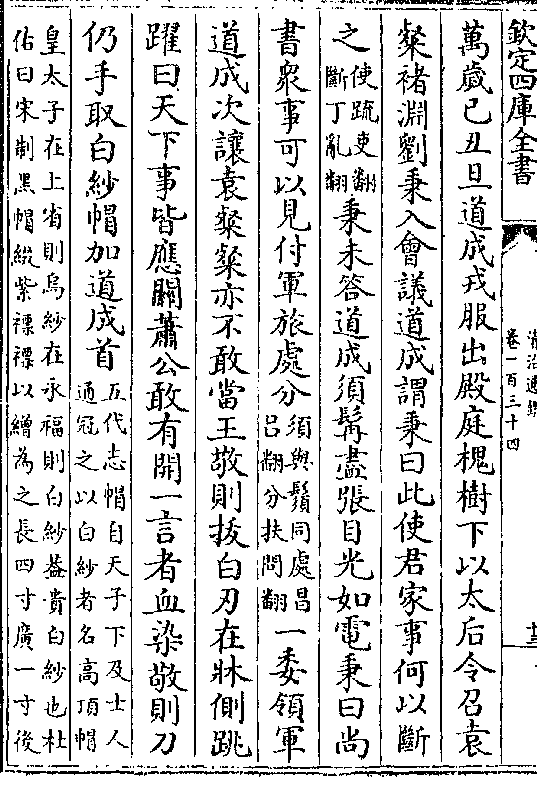 欽定四庫全書
資治通鑑
卷一百三十四
十三
萬歲己丑旦道成戎服出殿庭槐樹下以太后令召袁
粲褚淵劉秉入會議道成謂秉曰此使君家事何以斷
之使䟽吏翻斷丁亂翻秉未答道成須髯盡張目光如電秉曰尚
書衆事可以見付軍旅處分須與鬚同處昌吕翻分扶問翻一委領軍
道成次讓袁粲粲亦不敢當王敬則拔白刃在牀側跳
躍曰天下事皆應闗蕭公敢有開一言者血染敬則刀
仍手取白紗帽加道成首五代志帽自天子下及士人通冠之以白紗者名高頂帽
皇太子在上省則烏紗在永福則白紗葢貴白紗也杜
佑曰宋制黑帽綴紫褾褾以繒為之長四寸廣一寸後